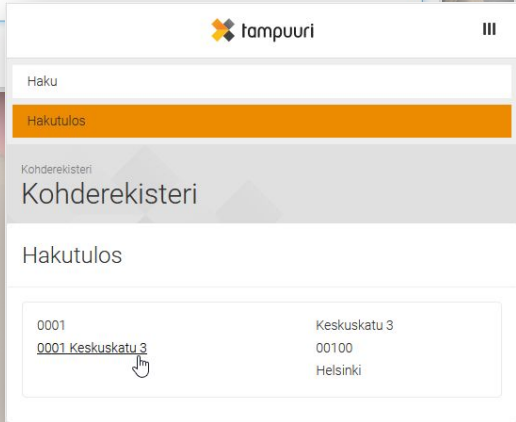 tampuuri
Haku
Hakutulos
Kohderekisteri
Kohderekisteri
Hakutulos
0001
0001 Keskuskatu 3
Keskuskatu 3
00100
Helsinki